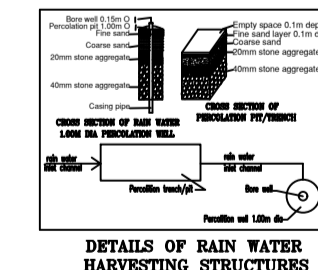 Bore well 0.15m O
Percolation pit 1.00m O
Fine sand
Coarse sand
20mm stone aggregate
40mm stone aggregate
Casing pipe
CROSS SECTION OF RAIN WATER
1.00M DIA PERCOLATION WELL
Empty space 0.1m dep
Fine sand layer 0.1m d
Coarse sand
20mm stone aggregate
40mm stone aggregate
CROSS SECTION OF
PERCOLATION PIT/TRENCH
rain water
inlet channel
Percolition trench/pit
rain water
inlet channel
Bore well
Percolation well 1.00m dia
DETAILS OF RAIN WATER
HARVESTING STRUCTURES